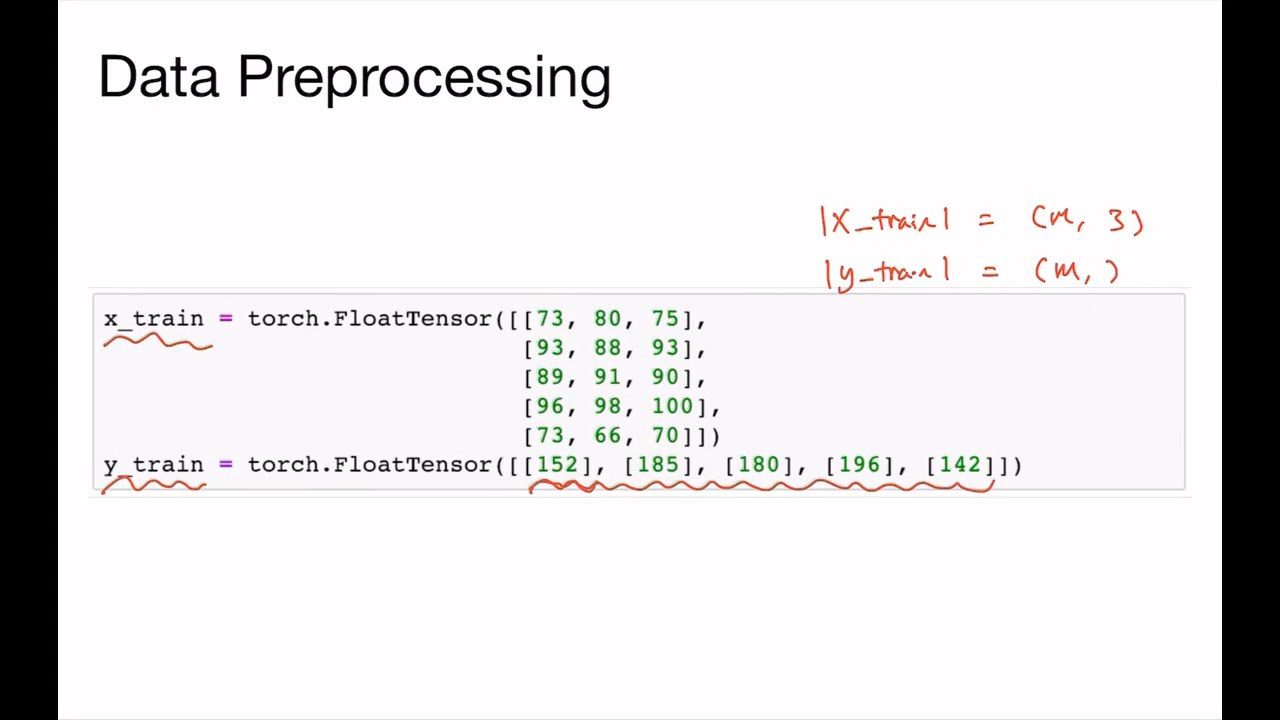 Data Preprocessing
|x_train| = (m, 3)
|y_train| = (m, )
x_train = torch.FloatTensor([[73, 80, 75],
[93, 88, 93],
[89, 91, 90],
[96, 98, 100],
[73, 66, 70]])
y_train = torch.FloatTensor([[152], [185], [180], [196], [142]])